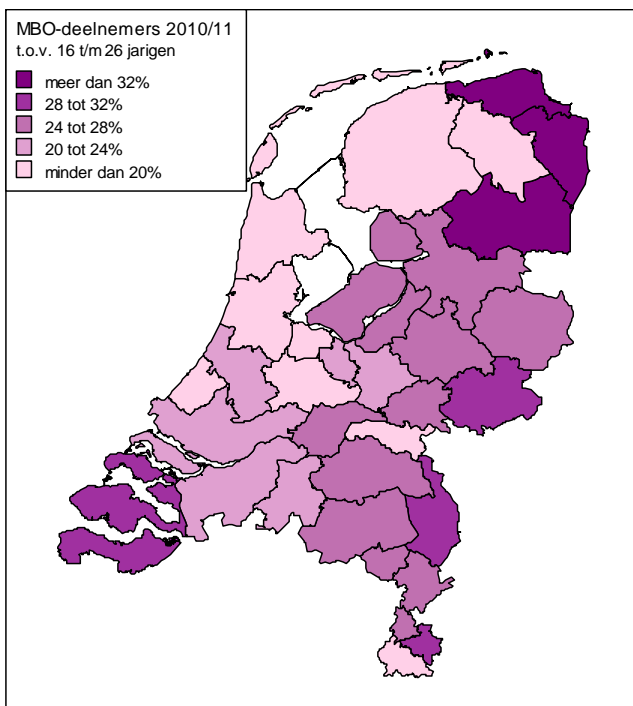 MBO-deelnemers 2010/11
t.o.v. 16 t/m 26 jarigen
meer dan 32%
28 tot 32%
24 tot 28%
20 tot 24%
minder dan 20%